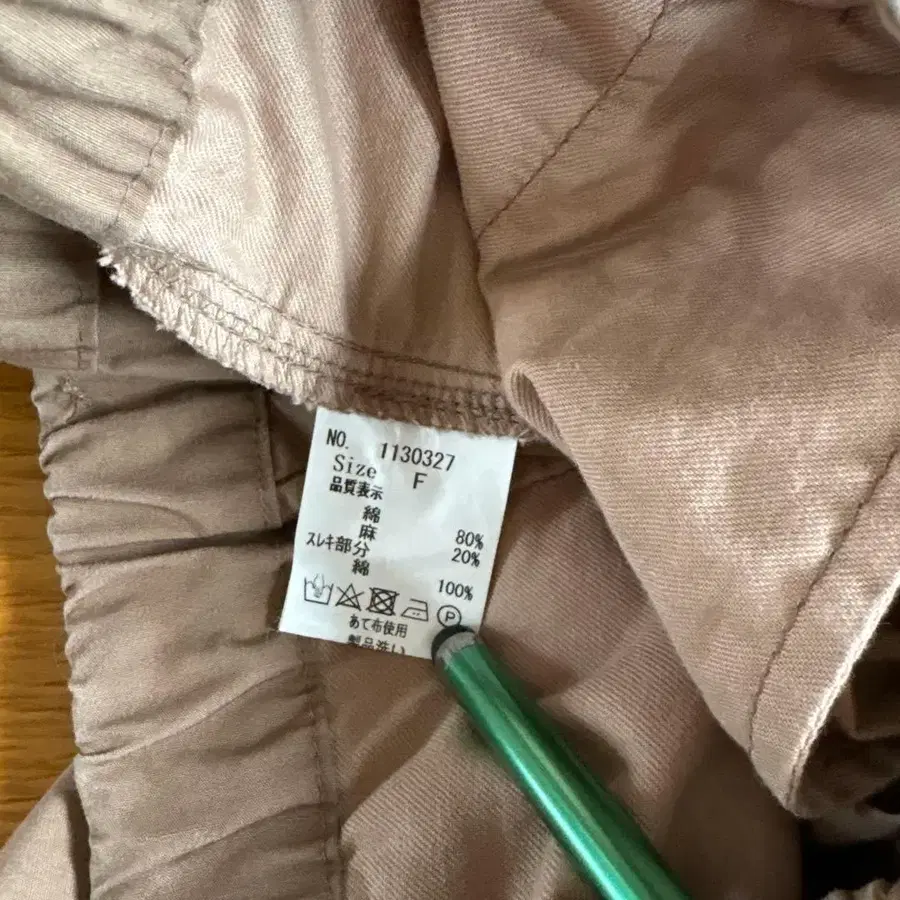 NO. 1130327
Size F
品質表示
綿 80%
麻 20%
スレキ部分
綿 100%
P
あて布使用
製品洗い